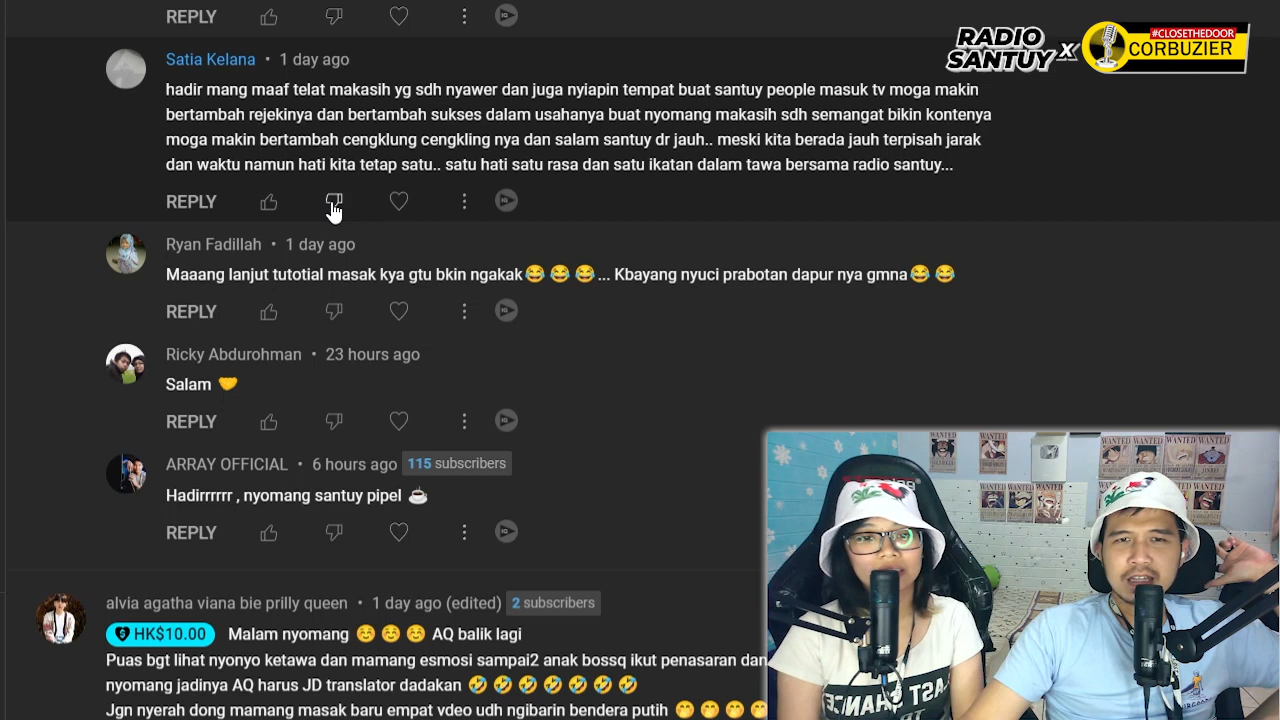 REPLY
RADIO
SANTUY
X
#CLOSETHEDOOR
CORBUZIER
Satia Kelana • 1 day ago
hadir mang maaf telat makasih yg sdh nyawer dan juga nyiapin tempat buat santuy people masuk tv moga makin
bertambah rejekinya dan bertambah sukses dalam usahanya buat nyomang makasih sdh semangat bikin kontenya
moga makin bertambah cengklung cengkling nya dan salam santuy dr jauh.. meski kita berada jauh terpisah jarak
dan waktu namun hati kita tetap satu.. satu hati satu rasa dan satu ikatan dalam tawa bersama radio santuy...
REPLY
Ryan Fadillah • 1 day ago
Maaang lanjut tutotial masak kya gtu bkin ngakak😂😂😂... Kbayang nyuci prabotan dapur nya gmna😂😂
REPLY
Ricky Abdurohman • 23 hours ago
Salam 🤝
REPLY
ARRAY OFFICIAL • 6 hours ago 115 subscribers
Hadirrrrrr , nyomang santuy pipel ☕
REPLY
alvia agatha viana bie prilly queen • 1 day ago (edited) 2 subscribers
HK$10.00 Malam nyomang ☺️☺️☺️ AQ balik lagi
Puas bgt lihat nyonyo ketawa dan mamang esmosi sampai2 anak bossq ikut penasaran dan
nyomang jadinya AQ harus JD translator dadakan 🤣🤣🤣🤣🤣🤣🤣
Jgn nyerah dong mamang masak baru empat vdeo udh ngibarin bendera putih 🤭🤭🤭🤭
WANTED
WANTED
WANTED
WANTED
WANTED
WANTED